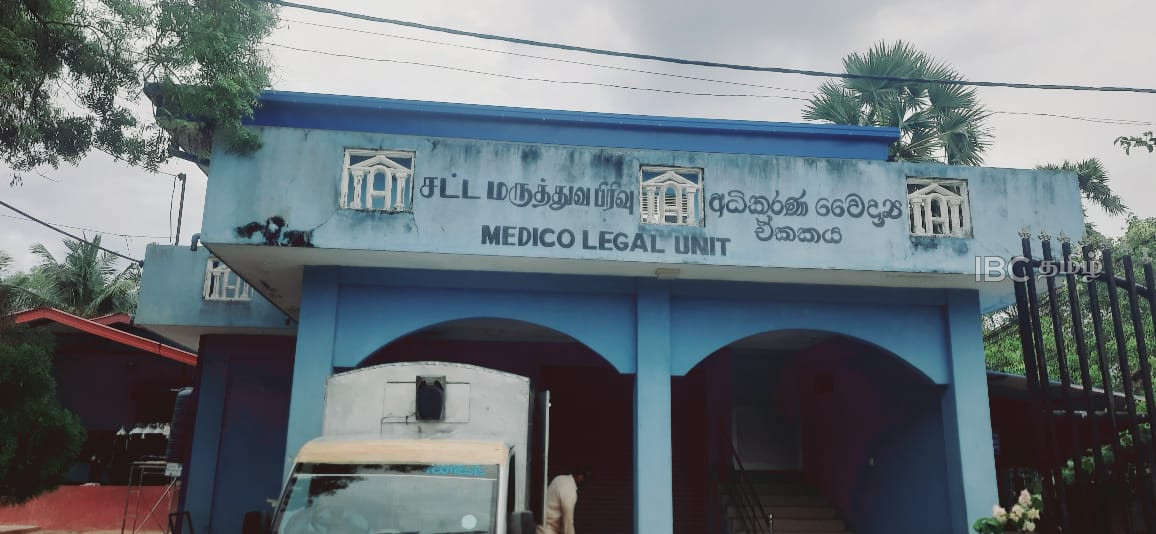 சட்ட மருத்துவ பிரிவு
අධිකරණ වෛද්‍ය
ඒකකය
MEDICO LEGAL UNIT
IBC தமிழ்